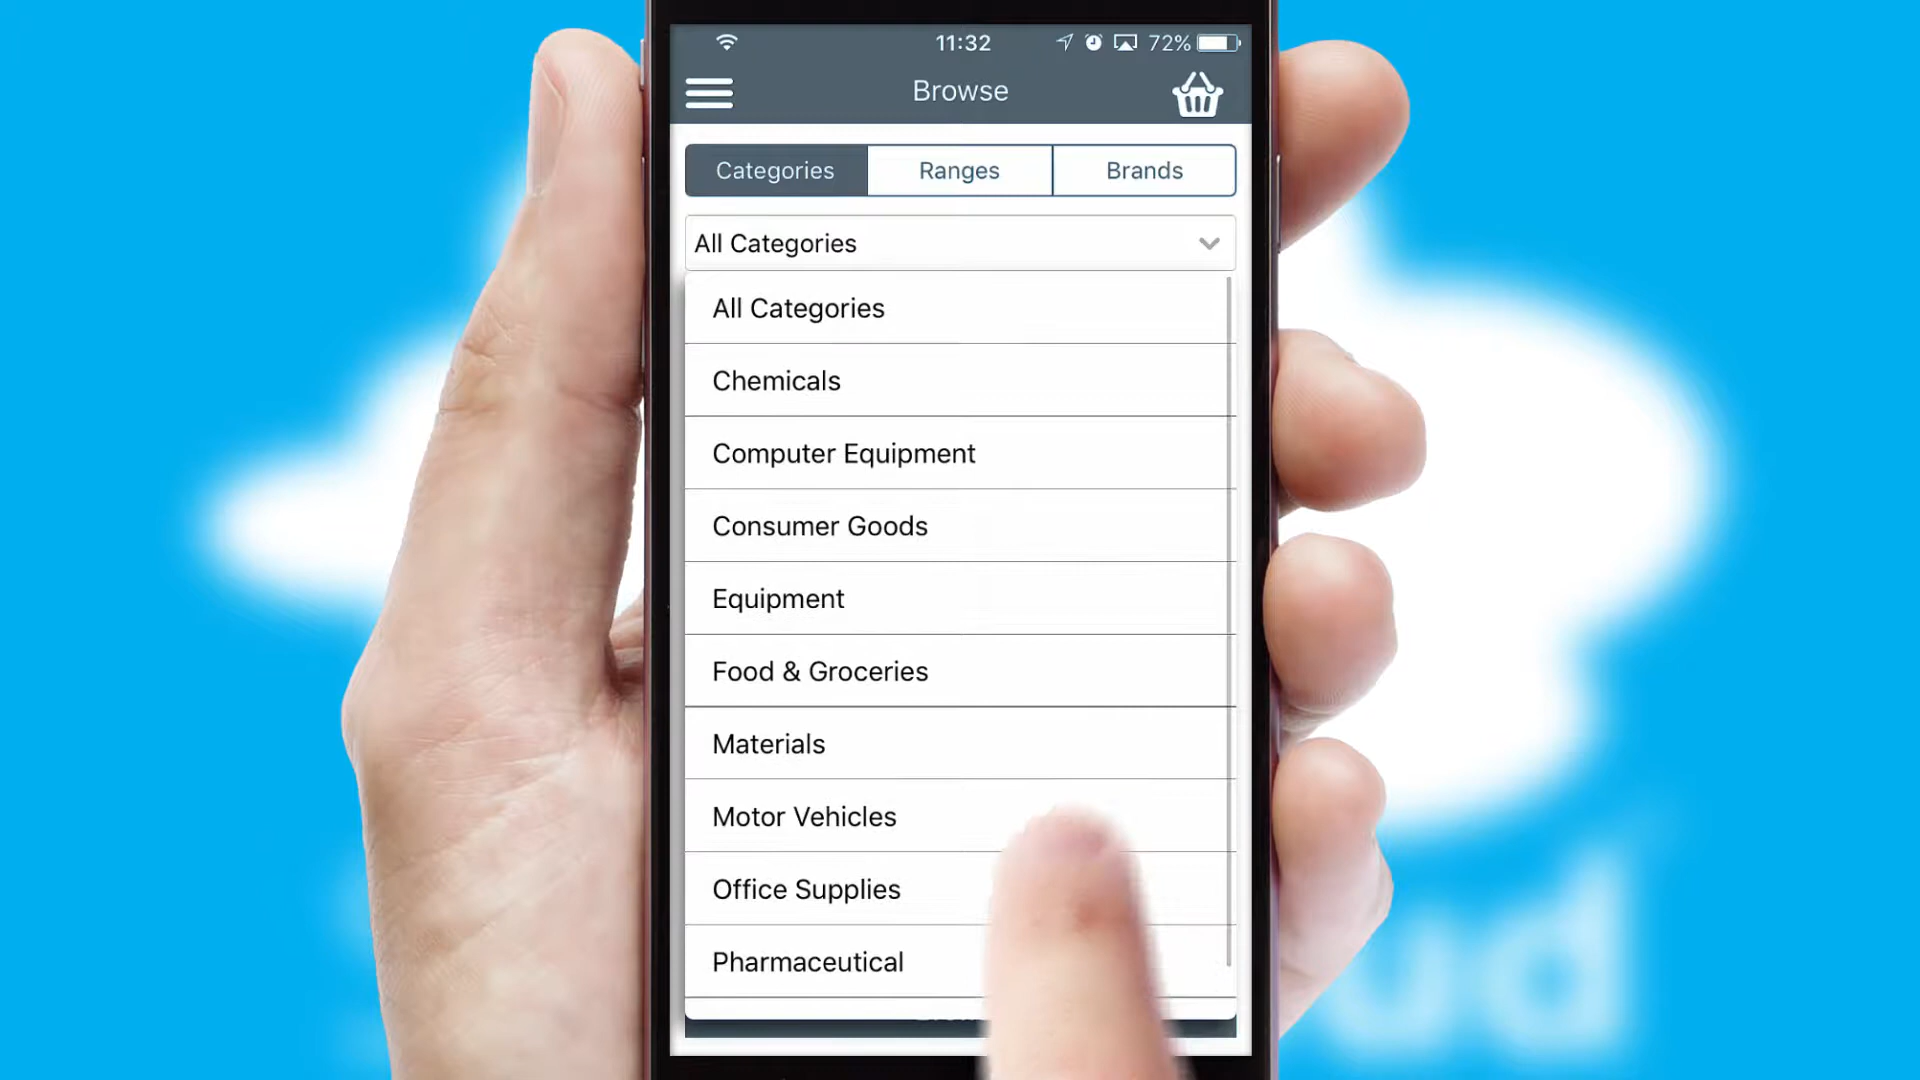 11:32
72%
Browse
Categories
Ranges
Brands
All Categories
All Categories
Chemicals
Computer Equipment
Consumer Goods
Equipment
Food & Groceries
Materials
Motor Vehicles
Office Supplies
Pharmaceutical